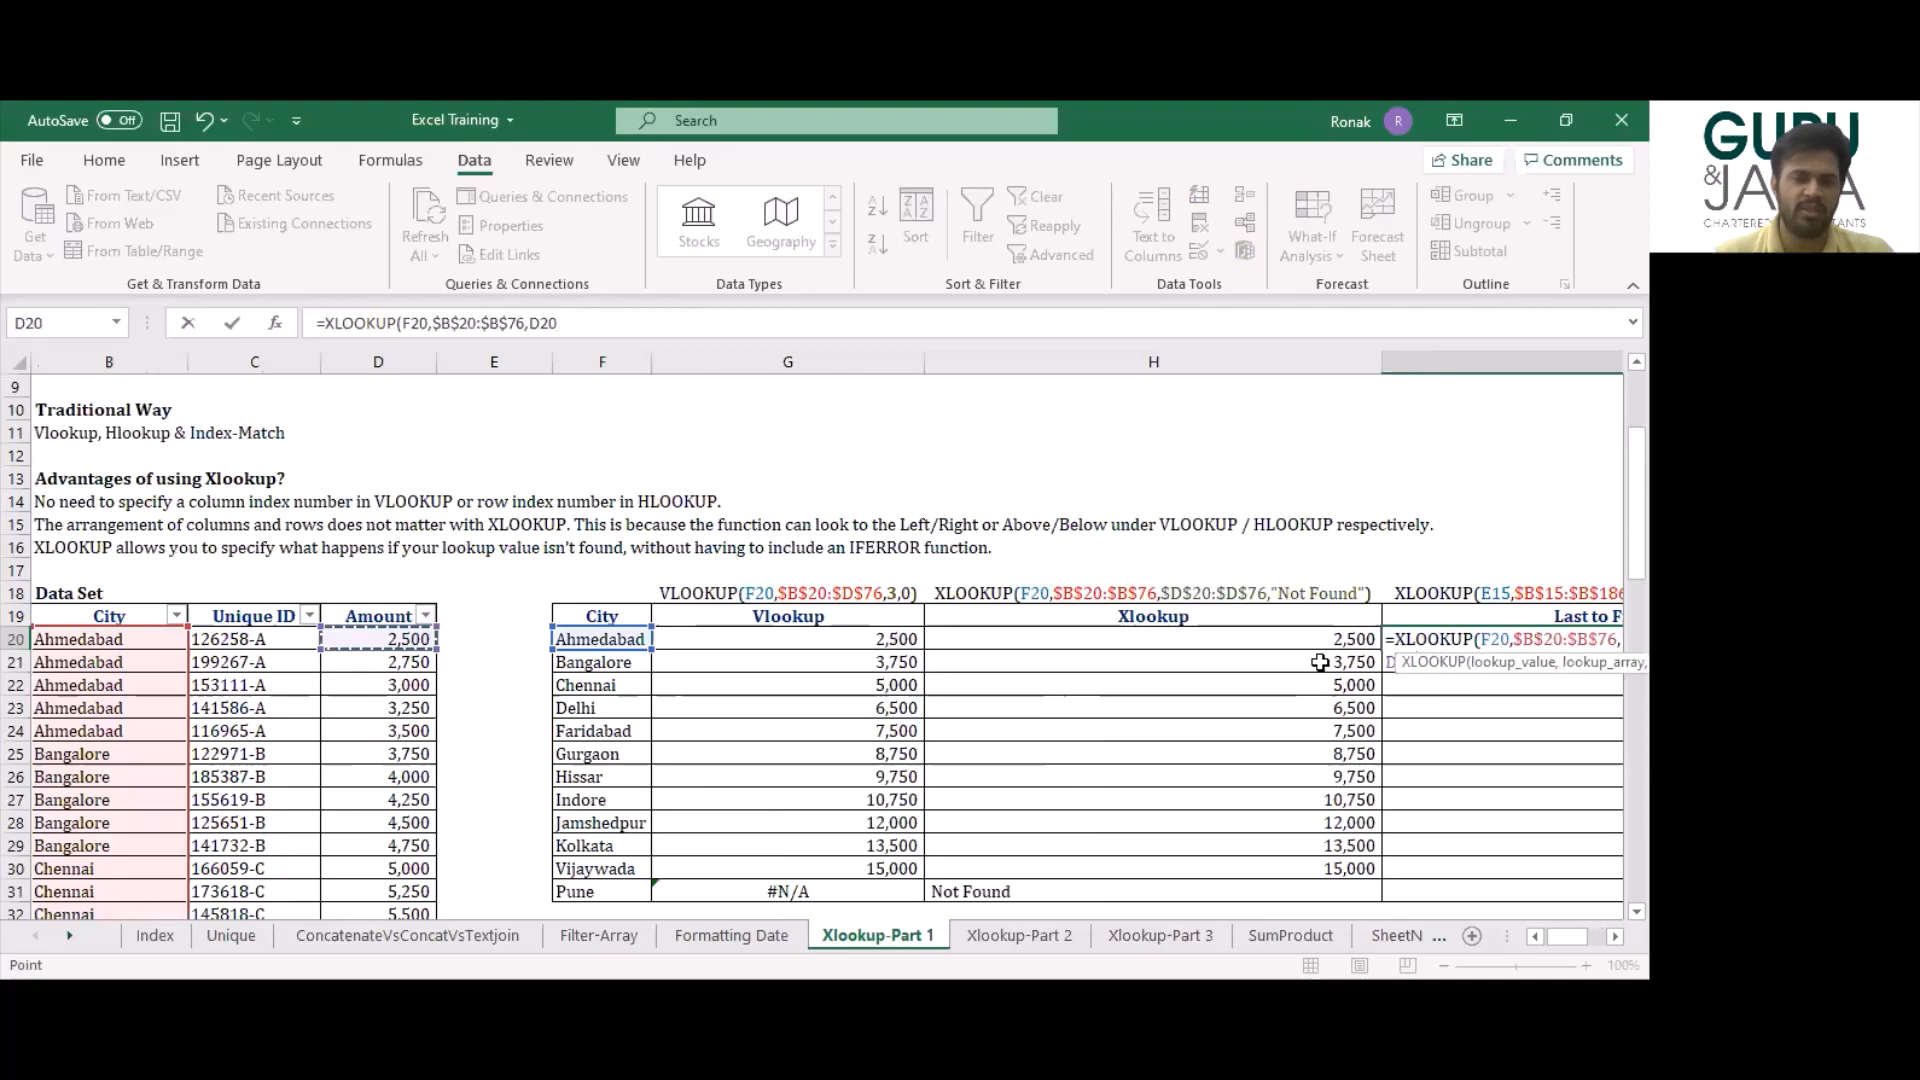 AutoSave Off Excel Training Search Ronak R
File Home Insert Page Layout Formulas Data Review View Help Share Comments
Get Data
From Text/CSV
From Web
From Table/Range
Recent Sources
Existing Connections
Get & Transform Data
Refresh All
Queries & Connections
Properties
Edit Links
Queries & Connections
Stocks Geography
Data Types
Sort Filter
Clear
Reapply
Advanced
Sort & Filter
Text to Columns
Data Tools
What-If Analysis
Forecast Sheet
Forecast
Group
Ungroup
Subtotal
Outline
GURU
& JANA
D20 fx =XLOOKUP(F20,$B$20:$B$76,D20
B C D E F G H
9
10 Traditional Way
11 Vlookup, Hlookup & Index-Match
12
13 Advantages of using Xlookup?
14 No need to specify a column index number in VLOOKUP or row index number in HLOOKUP.
15 The arrangement of columns and rows does not matter with XLOOKUP. This is because the function can look to the Left/Right or Above/Below under VLOOKUP / HLOOKUP respectively.
16 XLOOKUP allows you to specify what happens if your lookup value isn't found, without having to include an IFERROR function.
17
18 Data Set VLOOKUP(F20,$B$20:$D$76,3,0) XLOOKUP(F20,$B$20:$B$76,$D$20:$D$76,"Not Found") XLOOKUP(E15,$B$15:$B$186
19 City Unique ID Amount City Vlookup Xlookup Last to F
20 Ahmedabad 126258-A 2,500 Ahmedabad 2,500 2,500 =XLOOKUP(F20,$B$20:$B$76,
21 Ahmedabad 199267-A 2,750 Bangalore 3,750 3,750 D XLOOKUP(lookup_value, lookup_array,
22 Ahmedabad 153111-A 3,000 Chennai 5,000 5,000
23 Ahmedabad 141586-A 3,250 Delhi 6,500 6,500
24 Ahmedabad 116965-A 3,500 Faridabad 7,500 7,500
25 Bangalore 122971-B 3,750 Gurgaon 8,750 8,750
26 Bangalore 185387-B 4,000 Hissar 9,750 9,750
27 Bangalore 155619-B 4,250 Indore 10,750 10,750
28 Bangalore 125651-B 4,500 Jamshedpur 12,000 12,000
29 Bangalore 141732-B 4,750 Kolkata 13,500 13,500
30 Chennai 166059-C 5,000 Vijaywada 15,000 15,000
31 Chennai 173618-C 5,250 Pune #N/A Not Found
32 Chennai 145818-C 5,500
Index Unique ConcatenateVsConcatVsTextjoin Filter-Array Formatting Date Xlookup-Part 1 Xlookup-Part 2 Xlookup-Part 3 SumProduct SheetN ...
Point 100%